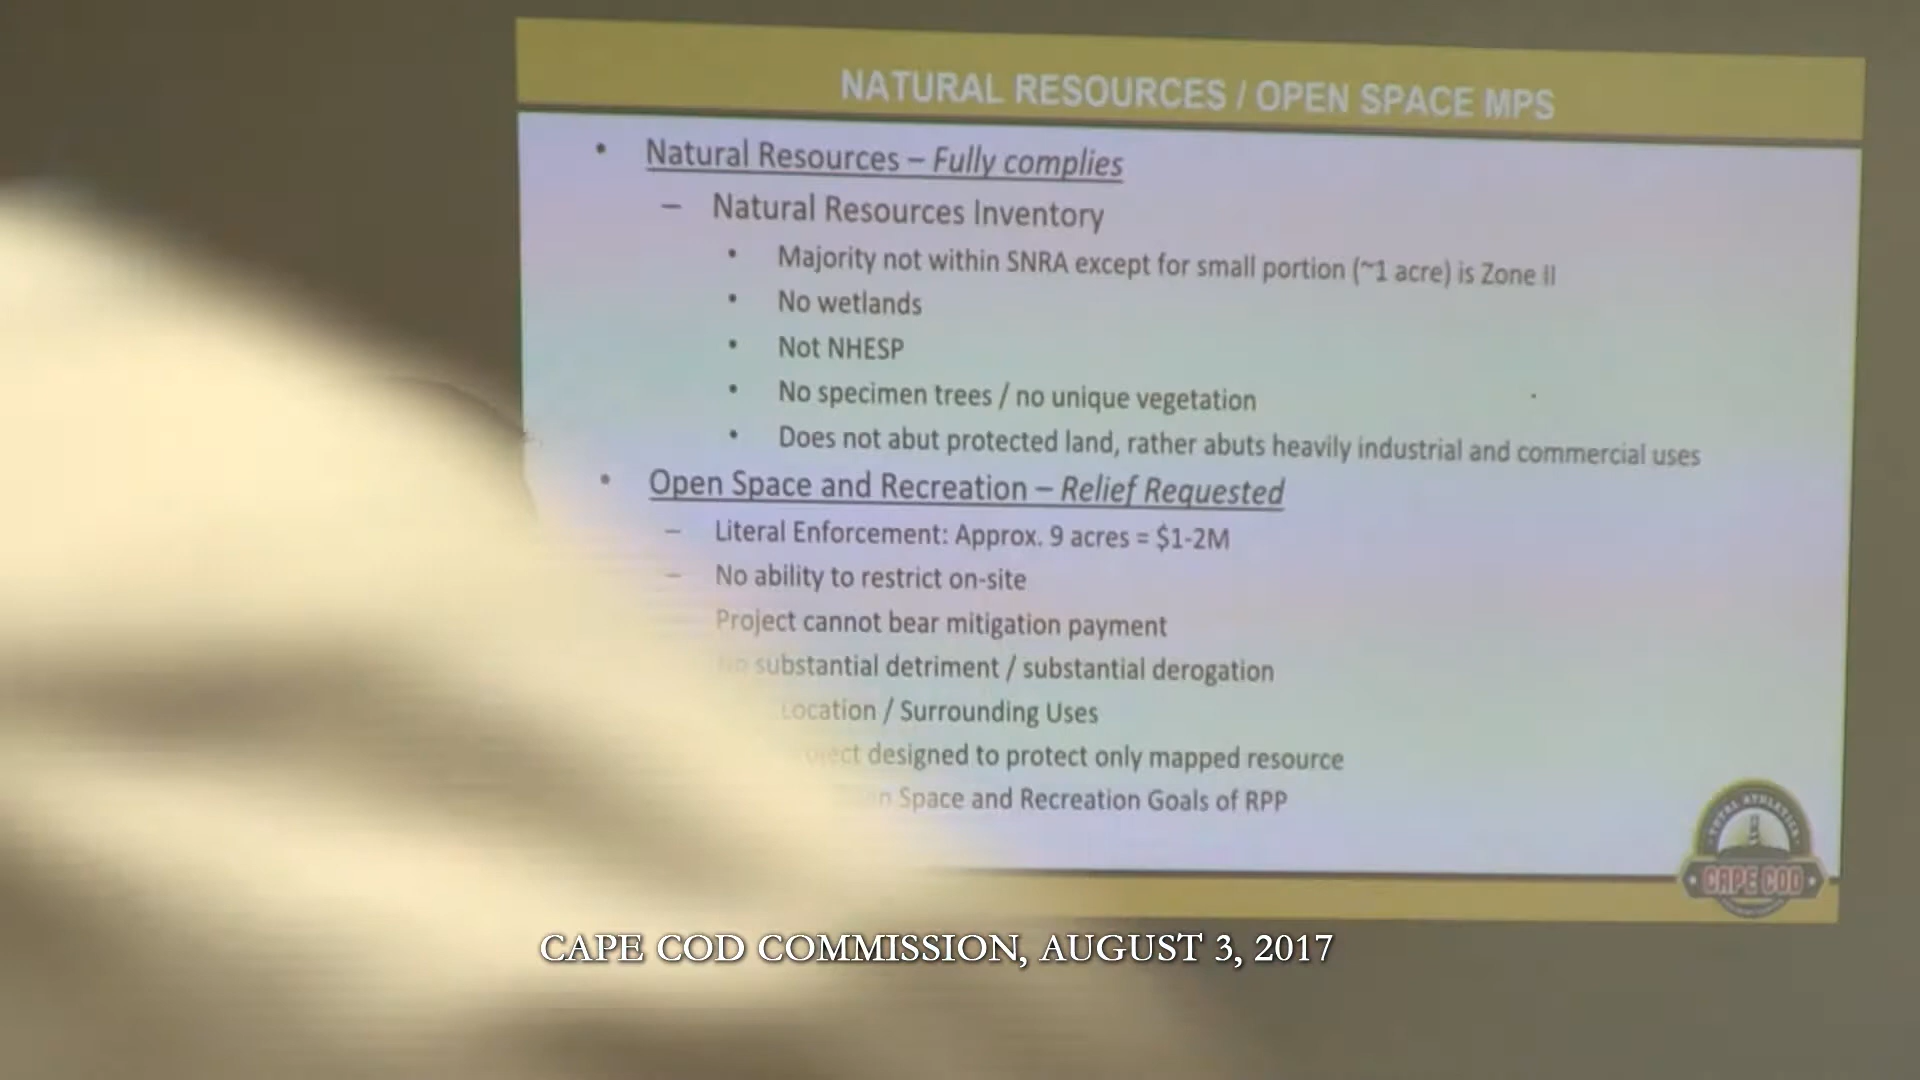 NATURAL RESOURCES / OPEN SPACE MPS
• Natural Resources – Fully complies
– Natural Resources Inventory
• Majority not within SNRA except for small portion (~1 acre) is Zone II
• No wetlands
• Not NHESP
• No specimen trees / no unique vegetation
• Does not abut protected land, rather abuts heavily industrial and commercial uses
• Open Space and Recreation – Relief Requested
– Literal Enforcement: Approx. 9 acres = $1-2M
– No ability to restrict on-site
Project cannot bear mitigation payment
No substantial detriment / substantial derogation
Location / Surrounding Uses
designed to protect only mapped resource
Space and Recreation Goals of RPP
TOTAL ATHLETICS
CAPE COD
CAPE COD COMMISSION, AUGUST 3, 2017